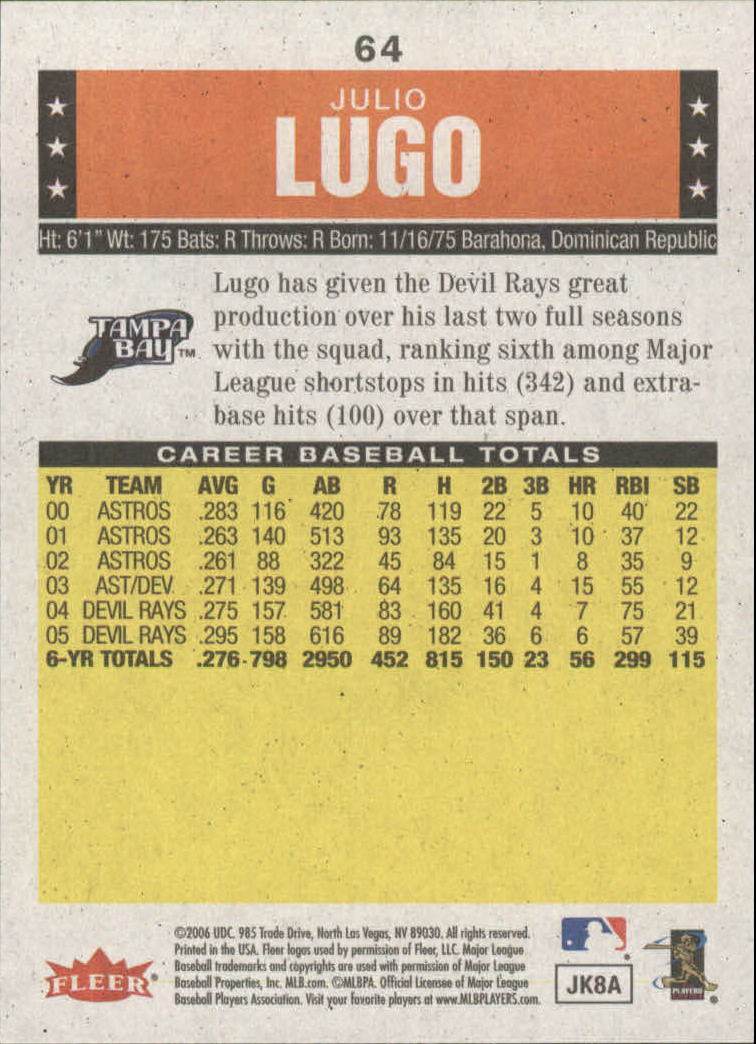 64
JULIO
LUGO
Ht: 6'1" Wt: 175 Bats: R Throws: R Born: 11/16/75 Barahona, Dominican Republic
TAMPA
BAY™
Lugo has given the Devil Rays great
production over his last two full seasons
with the squad, ranking sixth among Major
League shortstops in hits (342) and extra-
base hits (100) over that span.
CAREER BASEBALL TOTALS
YR TEAM AVG G AB R H 2B 3B HR RBI SB
00 ASTROS .283 116 420 78 119 22 5 10 40 22
01 ASTROS .263 140 513 93 135 20 3 10 37 12
02 ASTROS .261 88 322 45 84 15 1 8 35 9
03 AST/DEV .271 139 498 64 135 16 4 15 55 12
04 DEVIL RAYS .275 157 581 83 160 41 4 7 75 21
05 DEVIL RAYS .295 158 616 89 182 36 6 6 57 39
6-YR TOTALS .276 798 2950 452 815 150 23 56 299 115
FLEER®
©2006 UDC. 985 Trade Drive, North Las Vegas, NV 89030. All rights reserved.
Printed in the USA. Fleer logos used by permission of Fleer, LLC. Major League
Baseball trademarks and copyrights are used with permission of Major League
Baseball Properties, Inc. MLB.com. ©MLBPA. Official Licensee of Major League
Baseball Players Association. Visit your favorite players at www.MLBPLAYERS.com.
JK8A
PLAYERS
®